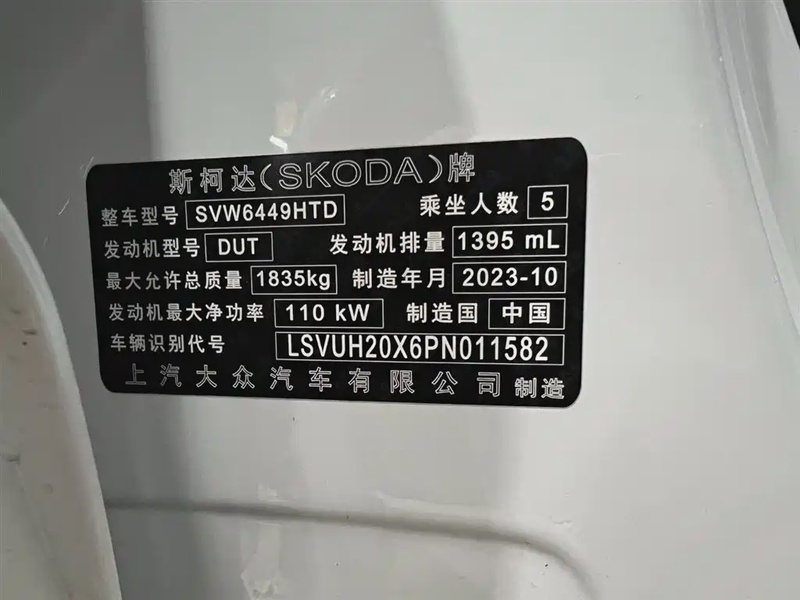 斯柯达(SKODA)牌
整车型号 SVW6449HTD 乘坐人数 5
发动机型号 DUT 发动机排量 1395 mL
最大允许总质量 1835kg 制造年月 2023-10
发动机最大净功率 110 kW 制造国 中国
车辆识别代号 LSVUH20X6PN011582
上汽大众汽车有限公司 制造